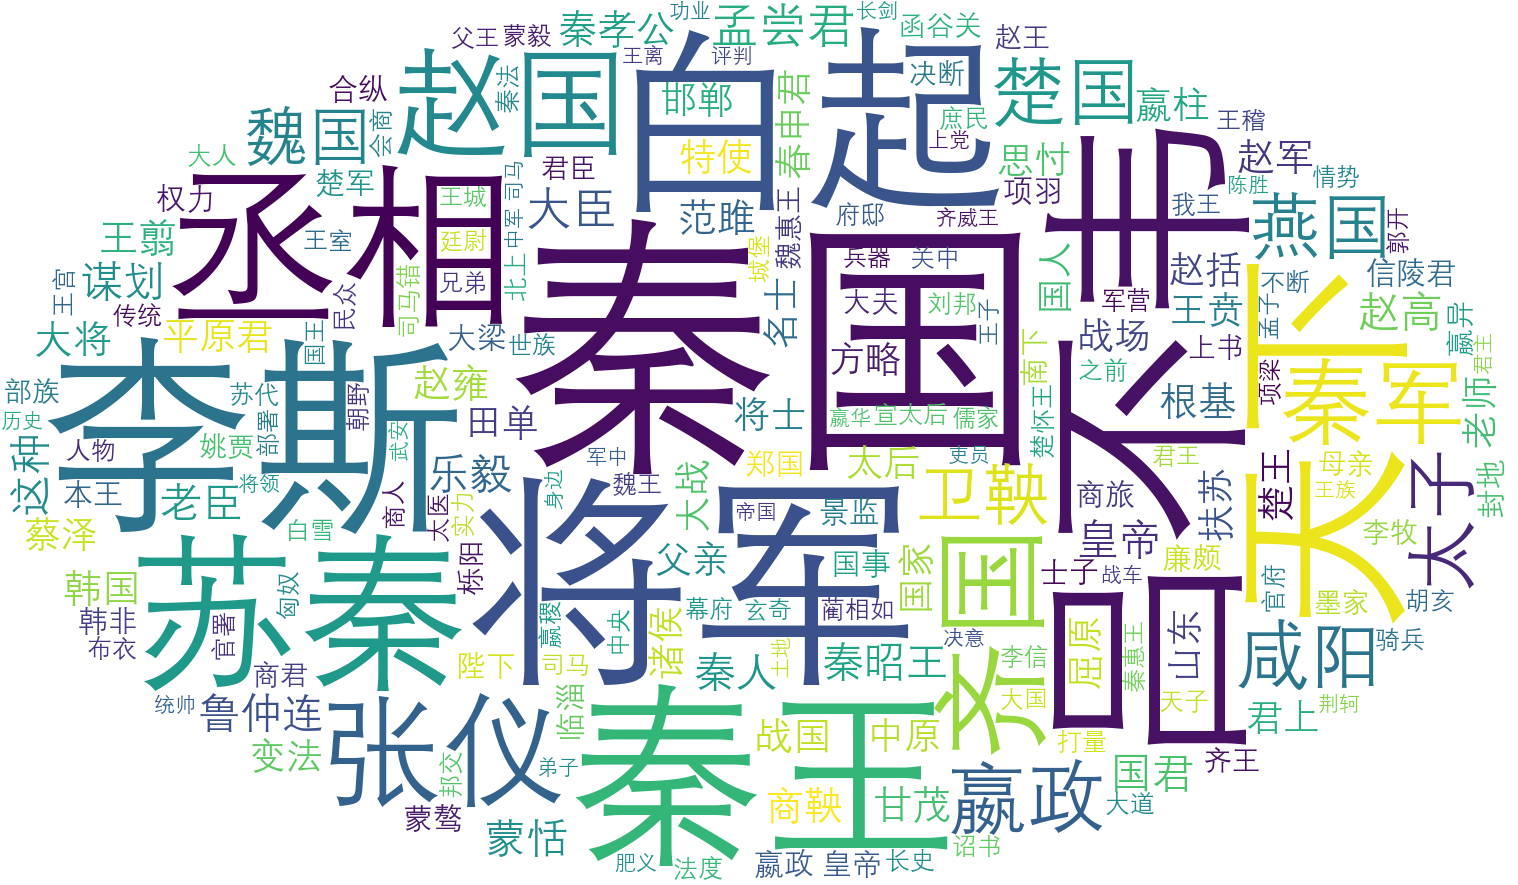 功业
长剑
秦孝公
孟尝君
函谷关
父王
蒙毅
王离
评判
赵王
赵国
白起
楚国
决断
合纵
秦法
邯郸
春申君
庶民
嬴柱
王稽
魏国
会商
特使
上党
思忖
赵军
大人
君臣
司马
陈胜
情势
丞相
楚军
权力
王城
大臣
范雎
魏惠王
府邸
齐威王
项羽
吕不韦
我王
燕国
郭开
王翦
王室
廷尉
中军
秦国
城堡
兵器
关中
国人
赵括
信陵君
谋划
王宫
司马错
兄弟
北上
名士
大夫
刘邦
王子
军营
王贲
孟子
不断
赵高
嬴异
传统
民众
大将
平原君
国王
大梁
世族
方略
南下
战场
上书
天下
君主
李斯
之前
部族
苏代
朝野
赵雍
田单
将士
嬴华
宣太后
儒家
楚怀王
根基
项梁
秦军
老师
历史
姚贾
部署
武安
这种
人物
将领
乐毅
军中
魏王
郑国
太后
吏员
君王
母亲
本王
老臣
商人
太医
实力
身边
大战
帝国
景监
卫鞅
商旅
扶苏
楚王
王族
封地
太子
蔡泽
白雪
将军
皇帝
李牧
苏秦
栎阳
父亲
国事
国家
齐国
士子
战车
廉颇
韩国
匈奴
官府
墨家
胡亥
韩非
官署
嬴稷
中央
幕府
玄奇
蔺相如
布衣
诸侯
决意
屈原
秦惠王
山东
咸阳
骑兵
陛下
司马
秦人
土地
秦昭王
李信
商君
大国
天子
荆轲
统帅
鲁仲连
张仪
临淄
秦王
战国
中原
君上
变法
邦交
弟子
打量
国君
齐王
商鞅
甘茂
嬴政
大道
蒙骜
蒙恬
诏书
肥义
法度
嬴政
皇帝
长史